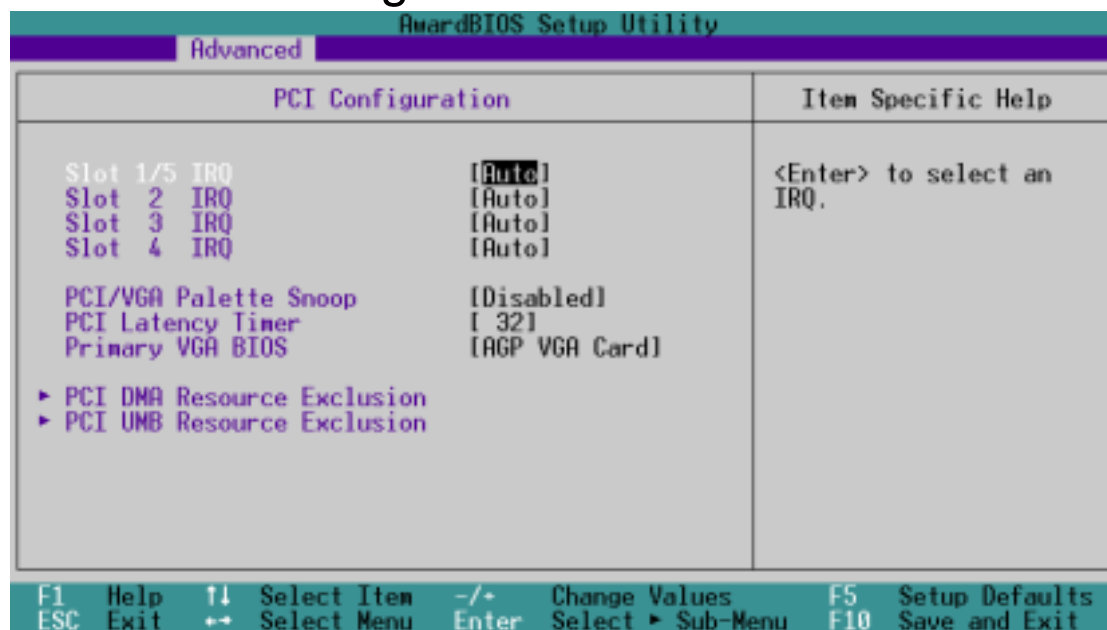 AwardBIOS Setup Utility
Advanced
PCI Configuration
Item Specific Help
Slot 1/5 IRQ [Auto]
Slot 2 IRQ [Auto]
Slot 3 IRQ [Auto]
Slot 4 IRQ [Auto]
PCI/VGA Palette Snoop [Disabled]
PCI Latency Timer [ 32]
Primary VGA BIOS [AGP VGA Card]
► PCI DMA Resource Exclusion
► PCI UMB Resource Exclusion
<Enter> to select an
IRQ.
F1 Help ↑↓ Select Item -/+ Change Values F5 Setup Defaults
ESC Exit ←→ Select Menu Enter Select ► Sub-Menu F10 Save and Exit